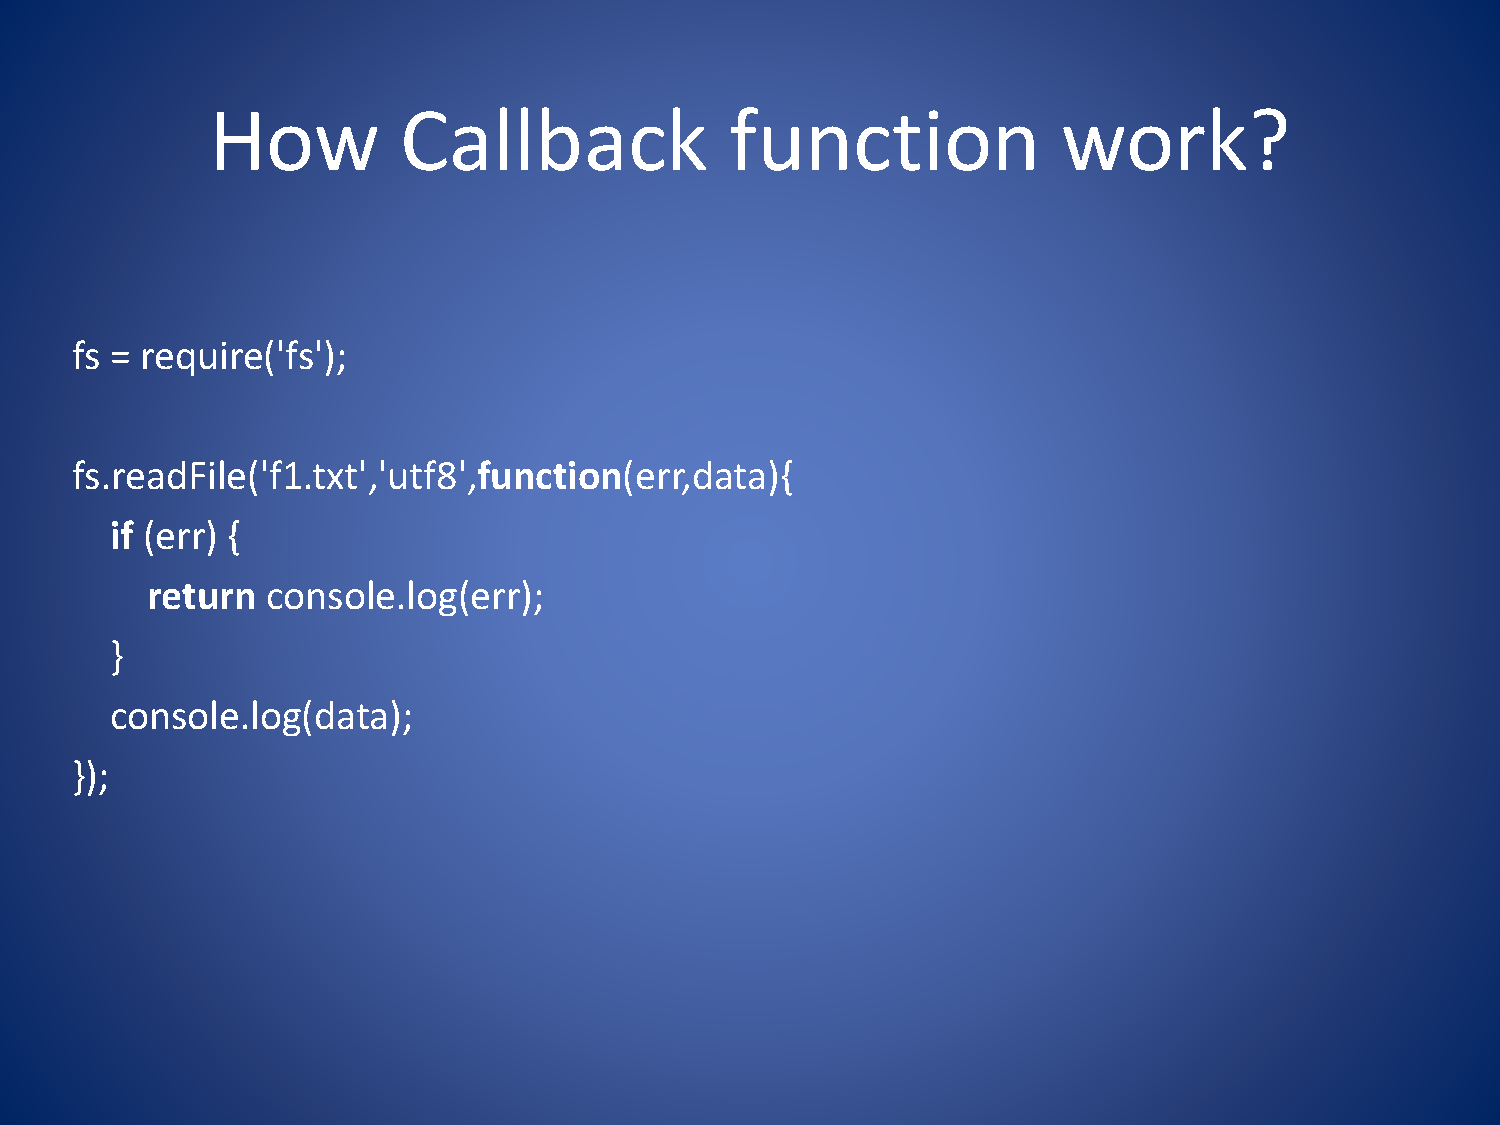 How Callback function work?
fs = require('fs');
fs.readFile('f1.txt','utf8',function(err,data){
if (err) {
return console.log(err);
}
console.log(data);
});